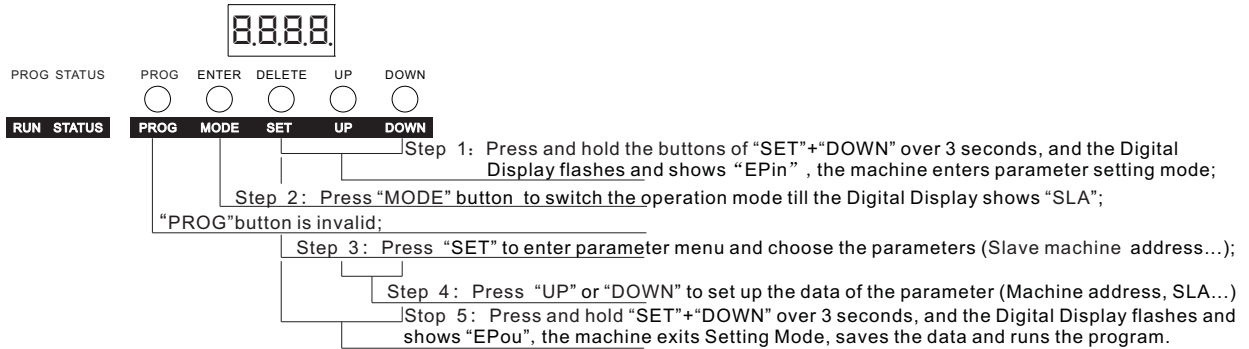 8.8.8.8.
PROG STATUS PROG ENTER DELETE UP DOWN
RUN STATUS PROG MODE SET UP DOWN
Step 1: Press and hold the buttons of “SET”+“DOWN” over 3 seconds, and the Digital
Display flashes and shows “EPin”, the machine enters parameter setting mode;
Step 2: Press “MODE” button to switch the operation mode till the Digital Display shows “SLA”;
“PROG”button is invalid;
Step 3: Press “SET” to enter parameter menu and choose the parameters (Slave machine address...);
Step 4: Press “UP” or “DOWN” to set up the data of the parameter (Machine address, SLA...)
Stop 5: Press and hold “SET”+“DOWN” over 3 seconds, and the Digital Display flashes and
shows “EPou”, the machine exits Setting Mode, saves the data and runs the program.